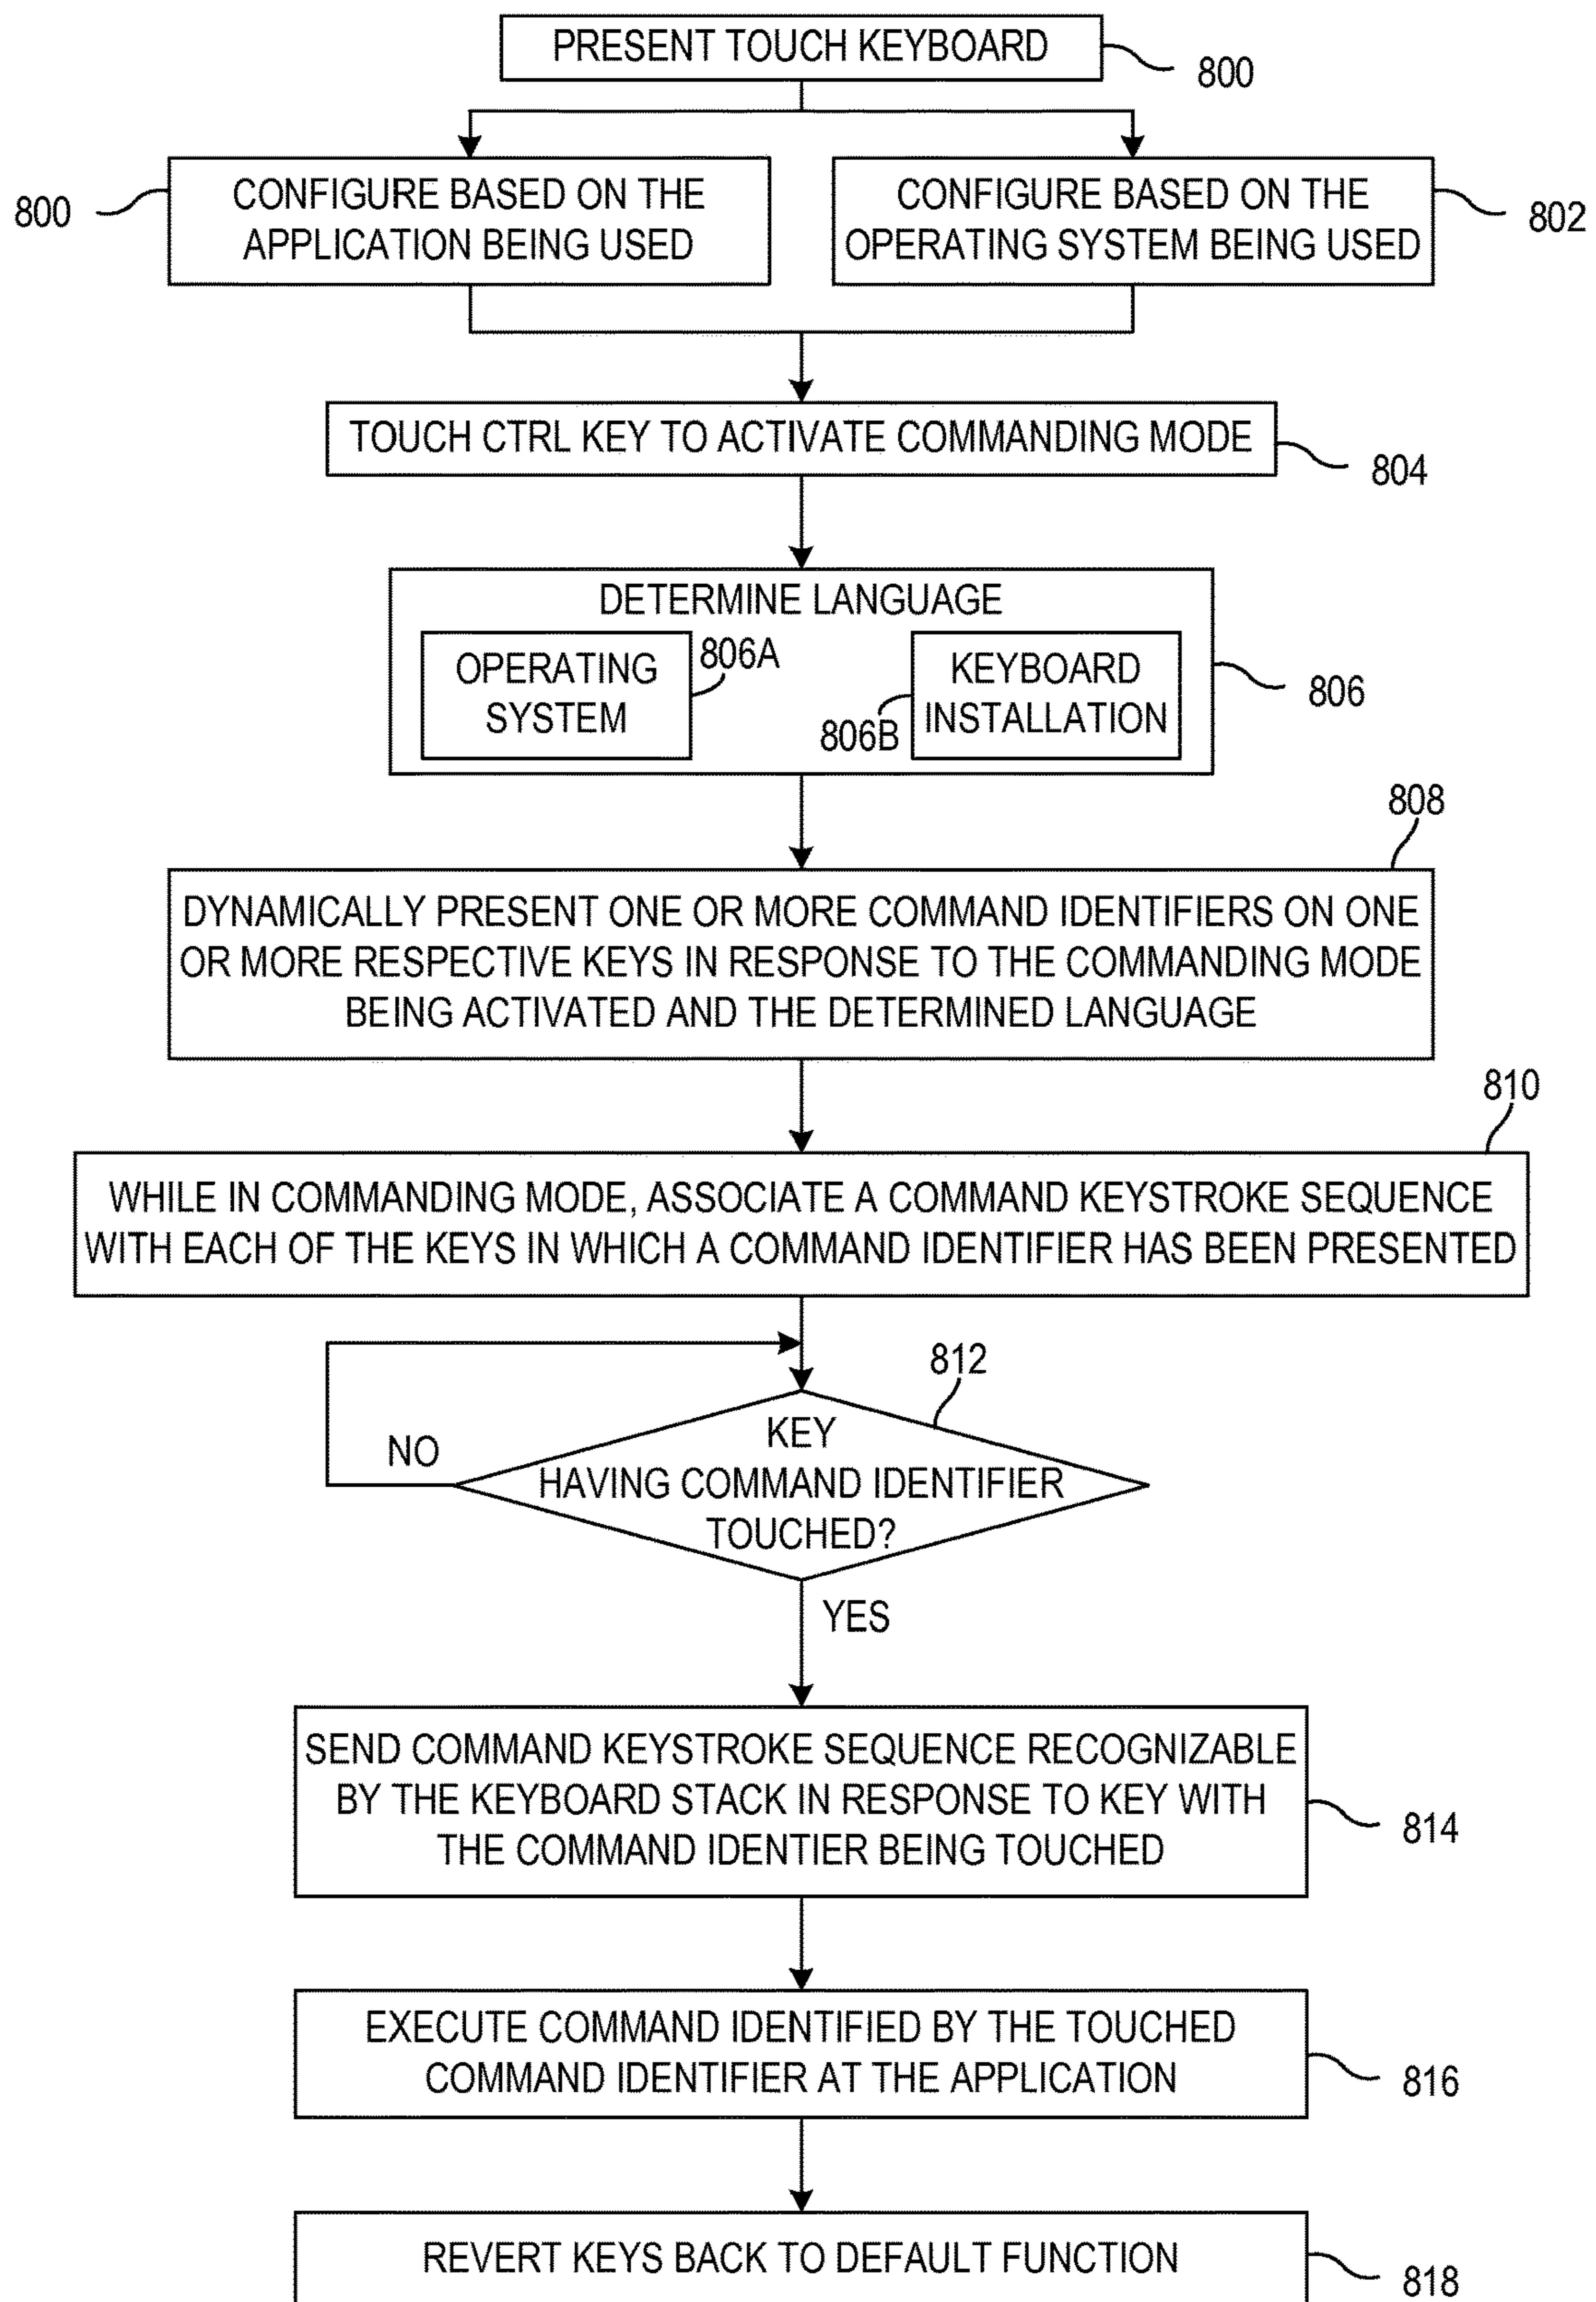 PRESENT TOUCH KEYBOARD
800
800
CONFIGURE BASED ON THE
APPLICATION BEING USED
CONFIGURE BASED ON THE
OPERATING SYSTEM BEING USED
802
TOUCH CTRL KEY TO ACTIVATE COMMANDING MODE
804
DETERMINE LANGUAGE
OPERATING
SYSTEM
806A
806B
KEYBOARD
INSTALLATION
806
808
DYNAMICALLY PRESENT ONE OR MORE COMMAND IDENTIFIERS ON ONE
OR MORE RESPECTIVE KEYS IN RESPONSE TO THE COMMANDING MODE
BEING ACTIVATED AND THE DETERMINED LANGUAGE
810
WHILE IN COMMANDING MODE, ASSOCIATE A COMMAND KEYSTROKE SEQUENCE
WITH EACH OF THE KEYS IN WHICH A COMMAND IDENTIFIER HAS BEEN PRESENTED
812
NO
KEY
HAVING COMMAND IDENTIFIER
TOUCHED?
YES
SEND COMMAND KEYSTROKE SEQUENCE RECOGNIZABLE
BY THE KEYBOARD STACK IN RESPONSE TO KEY WITH
THE COMMAND IDENTIER BEING TOUCHED
814
EXECUTE COMMAND IDENTIFIED BY THE TOUCHED
COMMAND IDENTIFIER AT THE APPLICATION
816
REVERT KEYS BACK TO DEFAULT FUNCTION
818